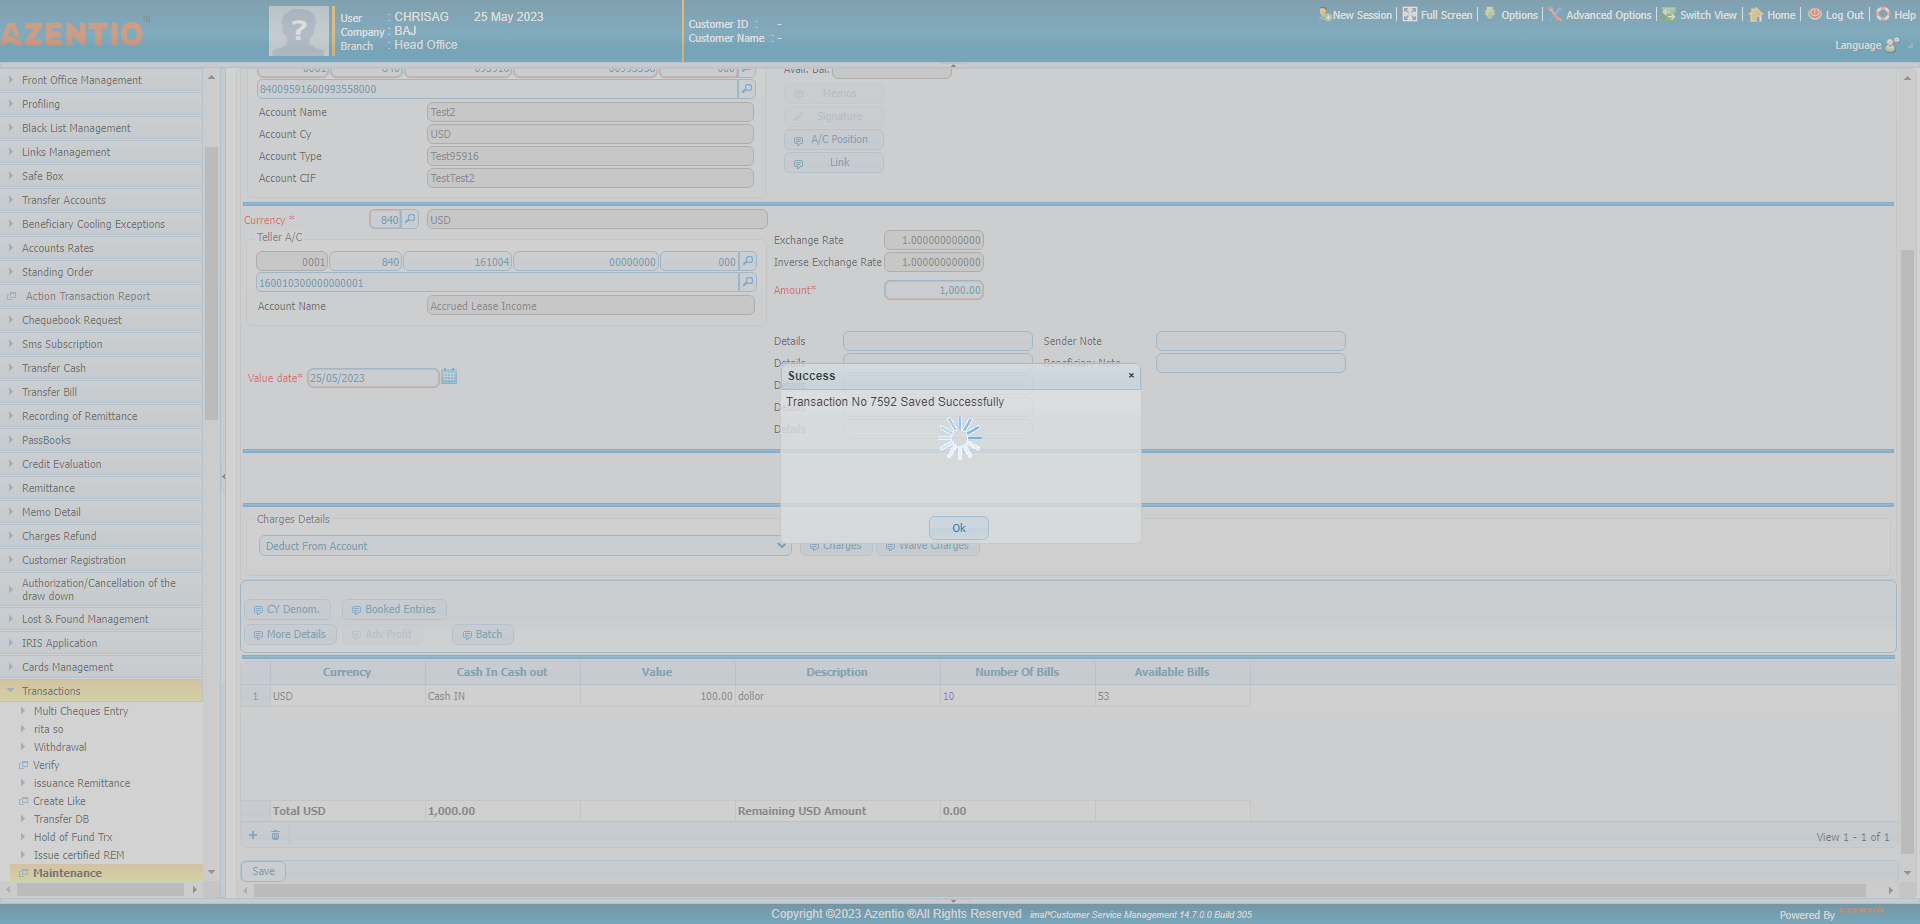 AZENTIO™
User : CHRISAG 25 May 2023
Company : BAJ
Branch : Head Office
Customer ID : -
Customer Name : -
New Session | Full Screen | Options | Advanced Options | Switch View | Home | Log Out | Help
Language
Front Office Management
Profiling
Black List Management
Links Management
Safe Box
Transfer Accounts
Beneficiary Cooling Exceptions
Accounts Rates
Standing Order
Action Transaction Report
Chequebook Request
Sms Subscription
Transfer Cash
Transfer Bill
Recording of Remittance
PassBooks
Credit Evaluation
Remittance
Memo Detail
Charges Refund
Customer Registration
Authorization/Cancellation of the
draw down
Lost & Found Management
IRIS Application
Cards Management
Transactions
Multi Cheques Entry
rita so
Withdrawal
Verify
issuance Remittance
Create Like
Transfer DB
Hold of Fund Trx
Issue certified REM
Maintenance
0001 840 095916 00993558 000
Avail. Bal.
84009591600993558000
Memos
Account Name Test2
Signature
Account Cy USD
A/C Position
Account Type Test95916
Link
Account CIF TestTest2
Currency * 840 USD
Teller A/C
Exchange Rate 1.000000000000
0001 840 161004 00000000 000
Inverse Exchange Rate 1.000000000000
160010300000000001
Amount* 1,000.00
Account Name Accrued Lease Income
Details Sender Note
Details Beneficiary Note
Value date* 25/05/2023
Details
Details
Details
Success ×
Transaction No 7592 Saved Successfully
Ok
Charges Details
Deduct From Account Charges Waive Charges
CY Denom. Booked Entries
More Details Adv Profit Batch
Currency Cash In Cash out Value Description Number Of Bills Available Bills
1 USD Cash IN 100.00 dollor 10 53
Total USD 1,000.00 Remaining USD Amount 0.00
View 1 - 1 of 1
Save
Copyright ©2023 Azentio ®All Rights Reserved imal*Customer Service Management 14.7.0.0 Build 305
Powered By AZENTIO